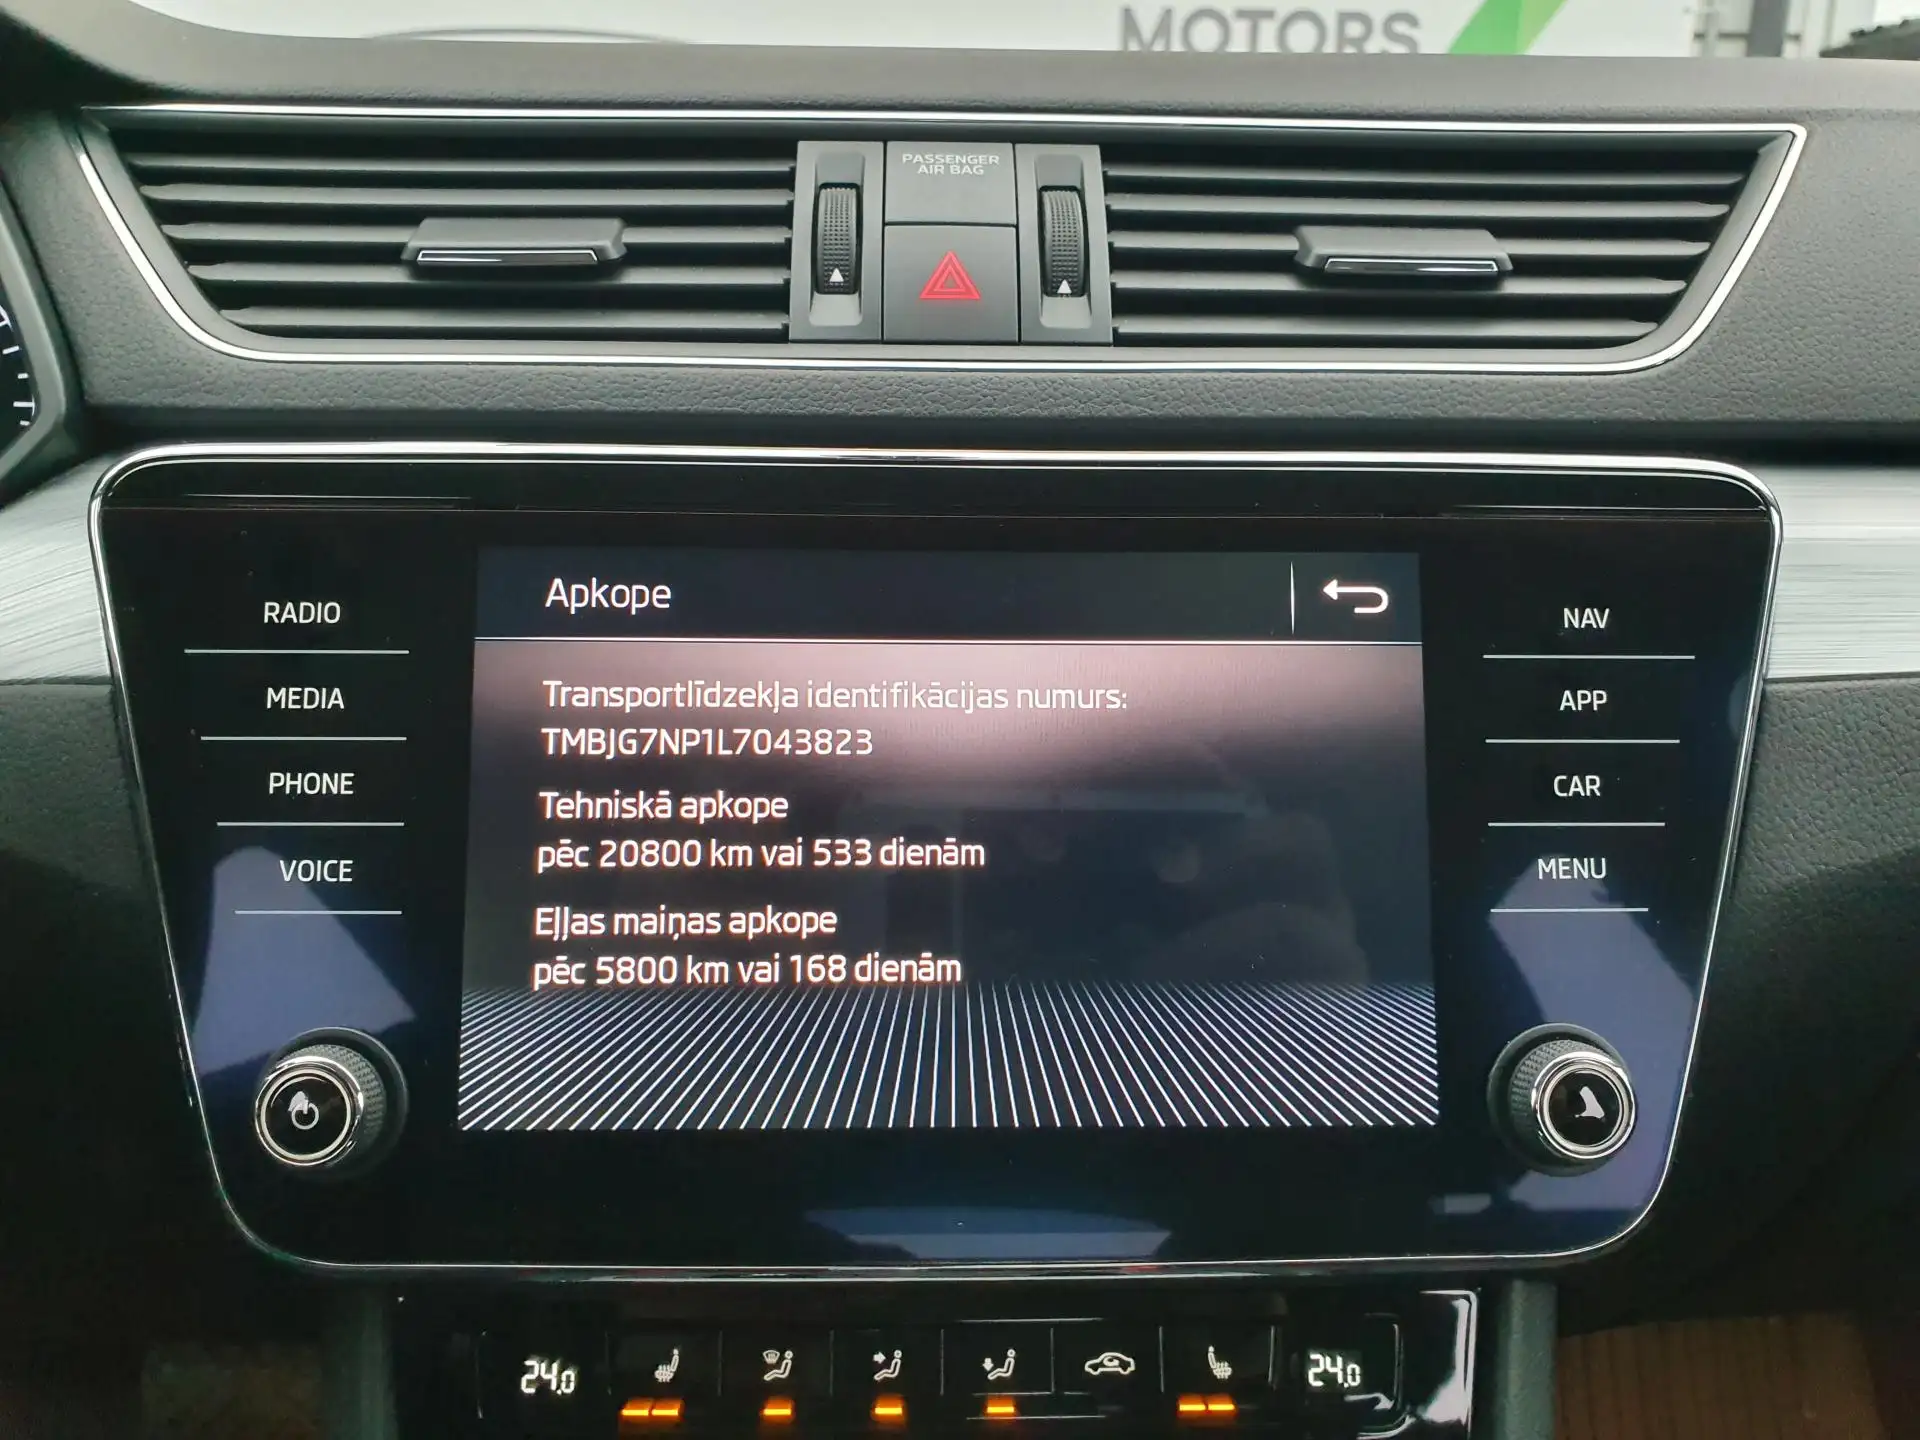 MOTORS
PASSENGER
AIR BAG
Apkope
RADIO
MEDIA
PHONE
VOICE
Transportlīdzekļa identifikācijas numurs:
TMBJG7NP1L7043823
Tehniskā apkope
pēc 20800 km vai 533 dienām
Eļļas maiņas apkope
pēc 5800 km vai 168 dienām
NAV
APP
CAR
MENU
24.0
24.0